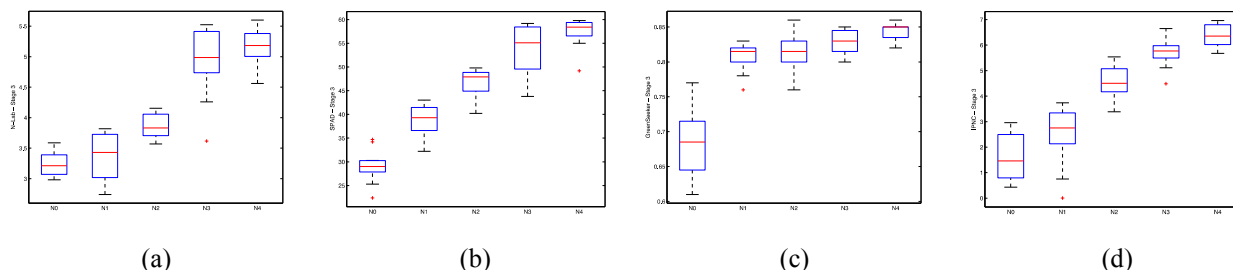 N-Lab-Stage 3
5.5
5
4.5
4
3.5
3
N0 N1 N2 N3 N4
(a)
SPAD-Stage 3
60
55
50
45
40
35
30
25
N0 N1 N2 N3 N4
(b)
GreenSeeker-Stage 3
0.85
0.8
0.75
0.7
0.65
0.6
N0 N1 N2 N3 N4
(c)
IPNC-Stage 3
7
6
5
4
3
2
1
0
N0 N1 N2 N3 N4
(d)